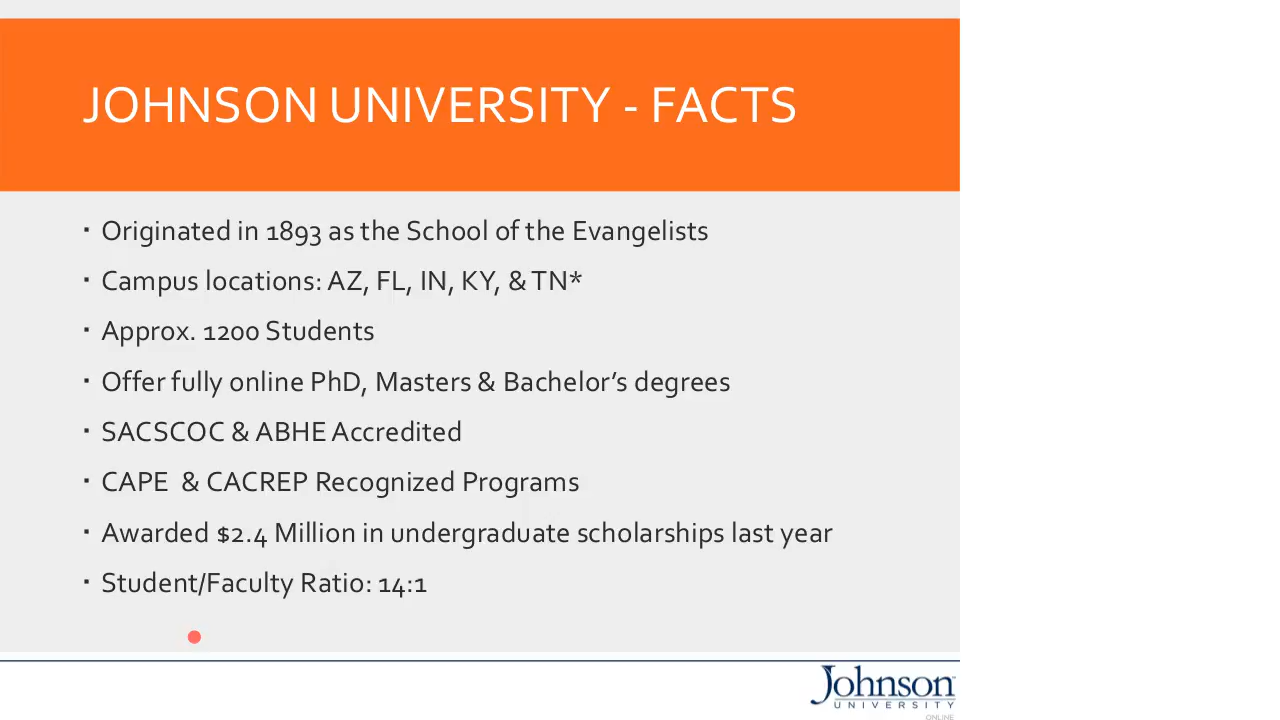 JOHNSON UNIVERSITY - FACTS
▪ Originated in 1893 as the School of the Evangelists
▪ Campus locations: AZ, FL, IN, KY, & TN*
▪ Approx. 1200 Students
▪ Offer fully online PhD, Masters & Bachelor's degrees
▪ SACSCOC & ABHE Accredited
▪ CAPE & CACREP Recognized Programs
▪ Awarded $2.4 Million in undergraduate scholarships last year
▪ Student/Faculty Ratio: 14:1
Johnson™
UNIVERSITY
ONLINE